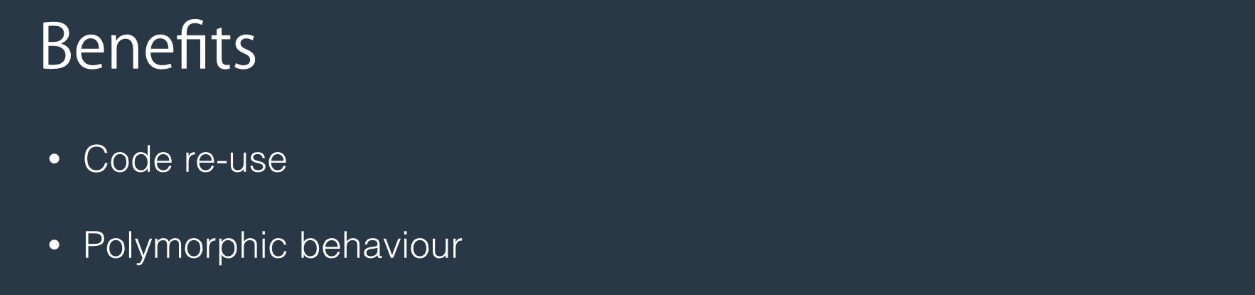 Benefits
• Code re-use
• Polymorphic behaviour